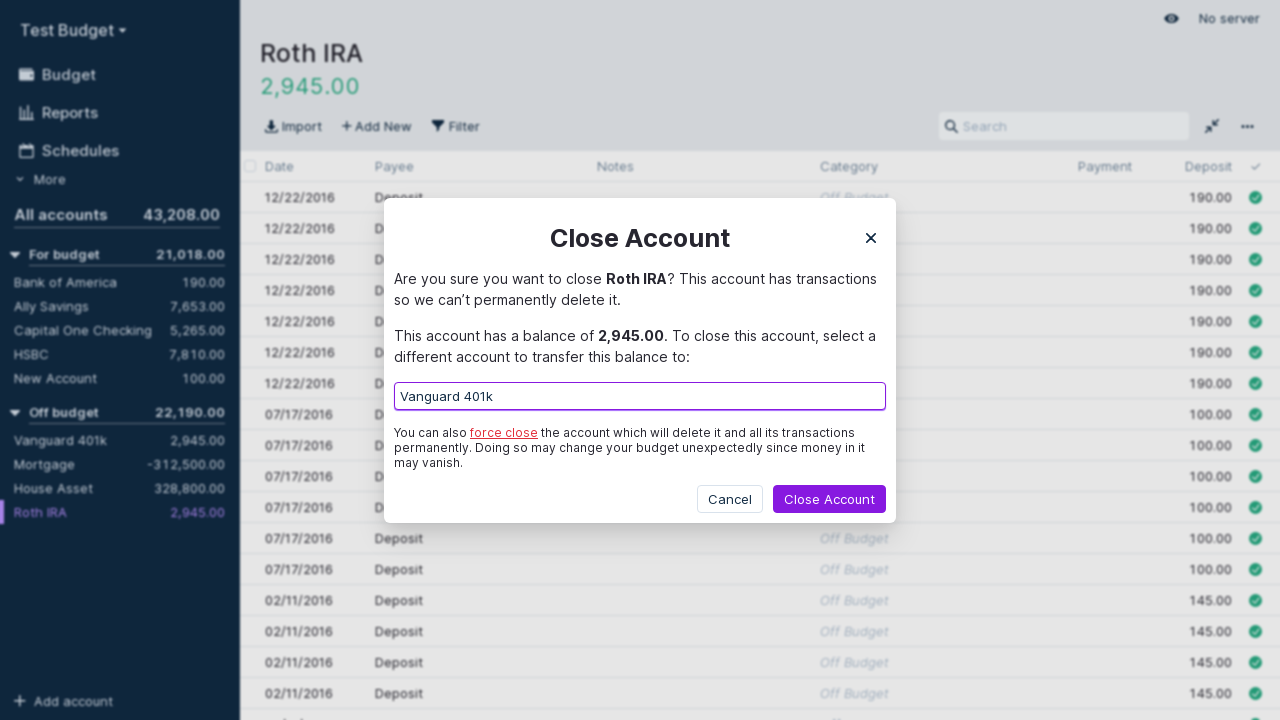 Test Budget
Budget
Reports
Schedules
More
All accounts 43,208.00
For budget 21,018.00
Bank of America 190.00
Ally Savings 7,653.00
Capital One Checking 5,265.00
HSBC 7,810.00
New Account 100.00
Off budget 22,190.00
Vanguard 401k 2,945.00
Mortgage -312,500.00
House Asset 328,800.00
Roth IRA 2,945.00
Add account
No server
Roth IRA
2,945.00
Import Add New Filter Search
Date Payee Notes Category Payment Deposit
12/22/2016 Deposit Off Budget 190.00
12/22/2016 190.00
12/22/2016 190.00
12/22/2016 190.00
12/22/2016 190.00
12/22/2016 190.00
12/22/2016 190.00
07/17/2016 100.00
07/17/2016 100.00
07/17/2016 100.00
07/17/2016 100.00
07/17/2016 Deposit Off Budget 100.00
07/17/2016 Deposit Off Budget 100.00
02/11/2016 Deposit Off Budget 145.00
02/11/2016 Deposit Off Budget 145.00
02/11/2016 Deposit Off Budget 145.00
02/11/2016 Deposit Off Budget 145.00
Close Account
Are you sure you want to close Roth IRA? This account has transactions
so we can’t permanently delete it.
This account has a balance of 2,945.00. To close this account, select a
different account to transfer this balance to:
Vanguard 401k
You can also force close the account which will delete it and all its transactions
permanently. Doing so may change your budget unexpectedly since money in it
may vanish.
Cancel Close Account